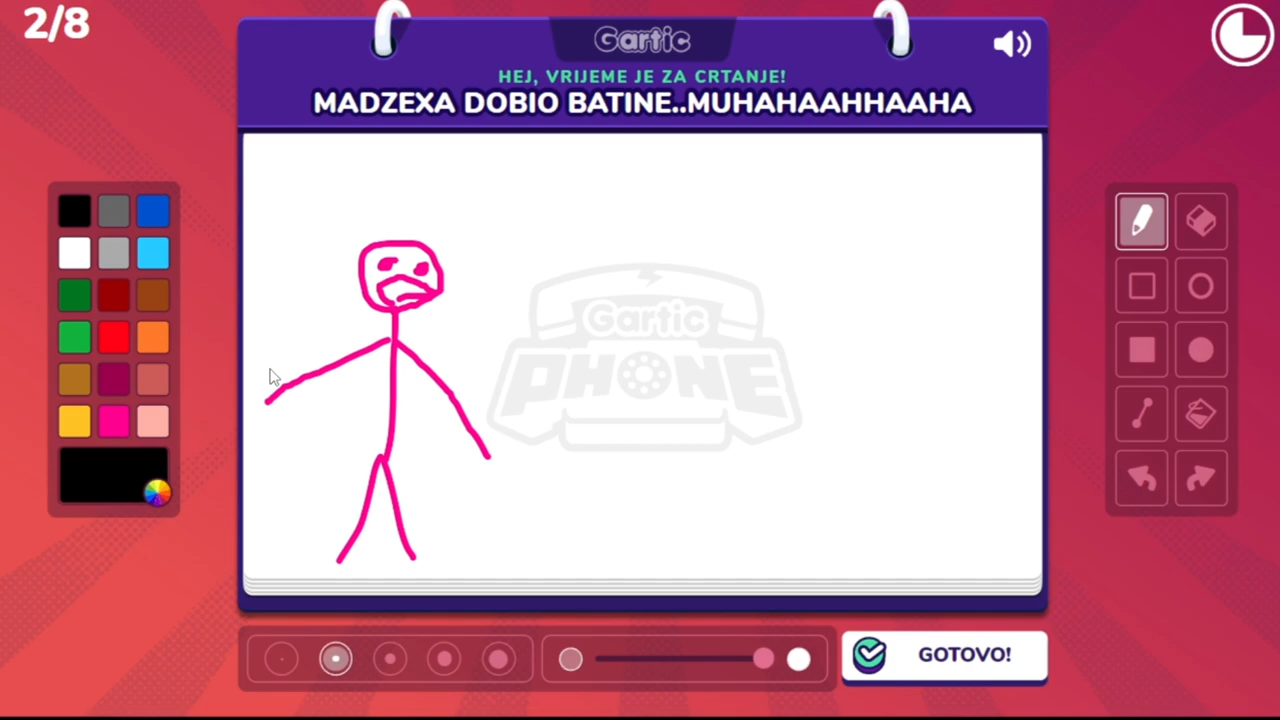 2/8
Gartic
HEJ, VRIJEME JE ZA CRTANJE!
MADZEXA DOBIO BATINE..MUHAHAAHHAAHA
Gartic
PHONE
GOTOVO!